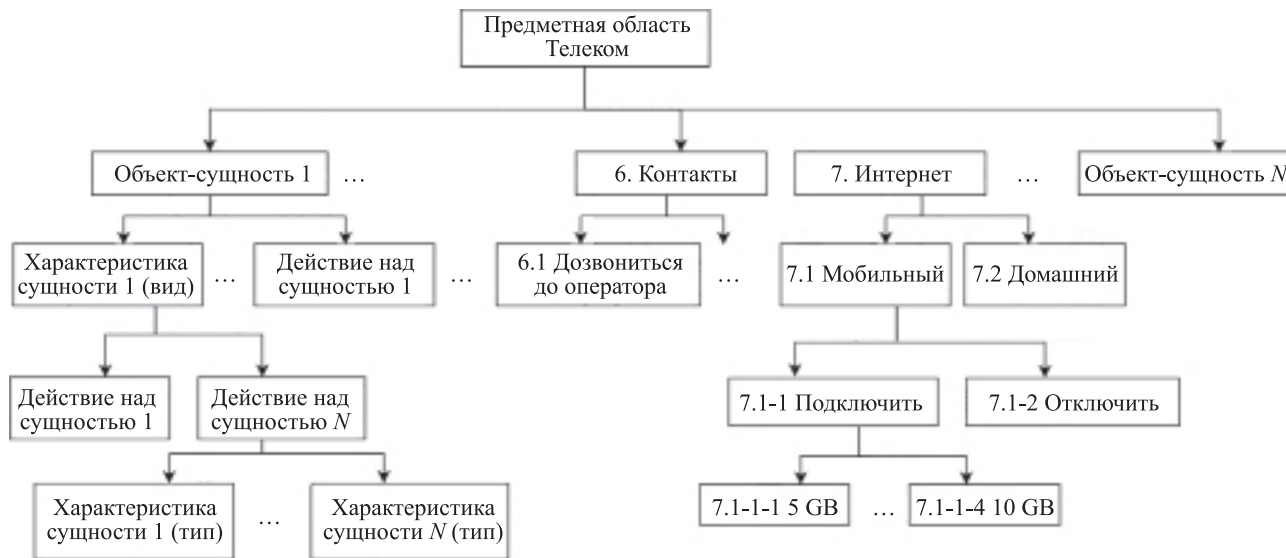 Предметная область
Телеком
Объект-сущность 1
…
6. Контакты
7. Интернет
…
Объект-сущность N
Характеристика
сущности 1 (вид)
…
Действие над
сущностью 1
…
6.1 Дозвониться
до оператора
…
7.1 Мобильный
7.2 Домашний
Действие над
сущностью 1
Действие над
сущностью N
7.1-1 Подключить
7.1-2 Отключить
Характеристика
сущности 1 (тип)
…
Характеристика
сущности N (тип)
7.1-1-1 5 GB
…
7.1-1-4 10 GB